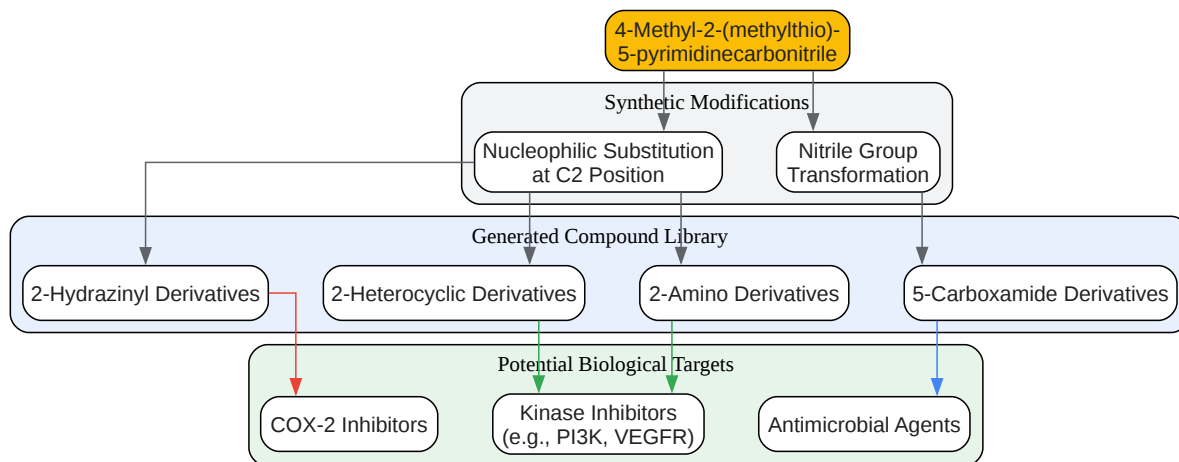 4-Methyl-2-(methylthio)-
5-pyrimidinecarbonitrile
Synthetic Modifications
Nucleophilic Substitution
at C2 Position
Nitrile Group
Transformation
Generated Compound Library
2-Hydrazinyl Derivatives
2-Heterocyclic Derivatives
2-Amino Derivatives
5-Carboxamide Derivatives
Potential Biological Targets
COX-2 Inhibitors
Kinase Inhibitors
(e.g., PI3K, VEGFR)
Antimicrobial Agents